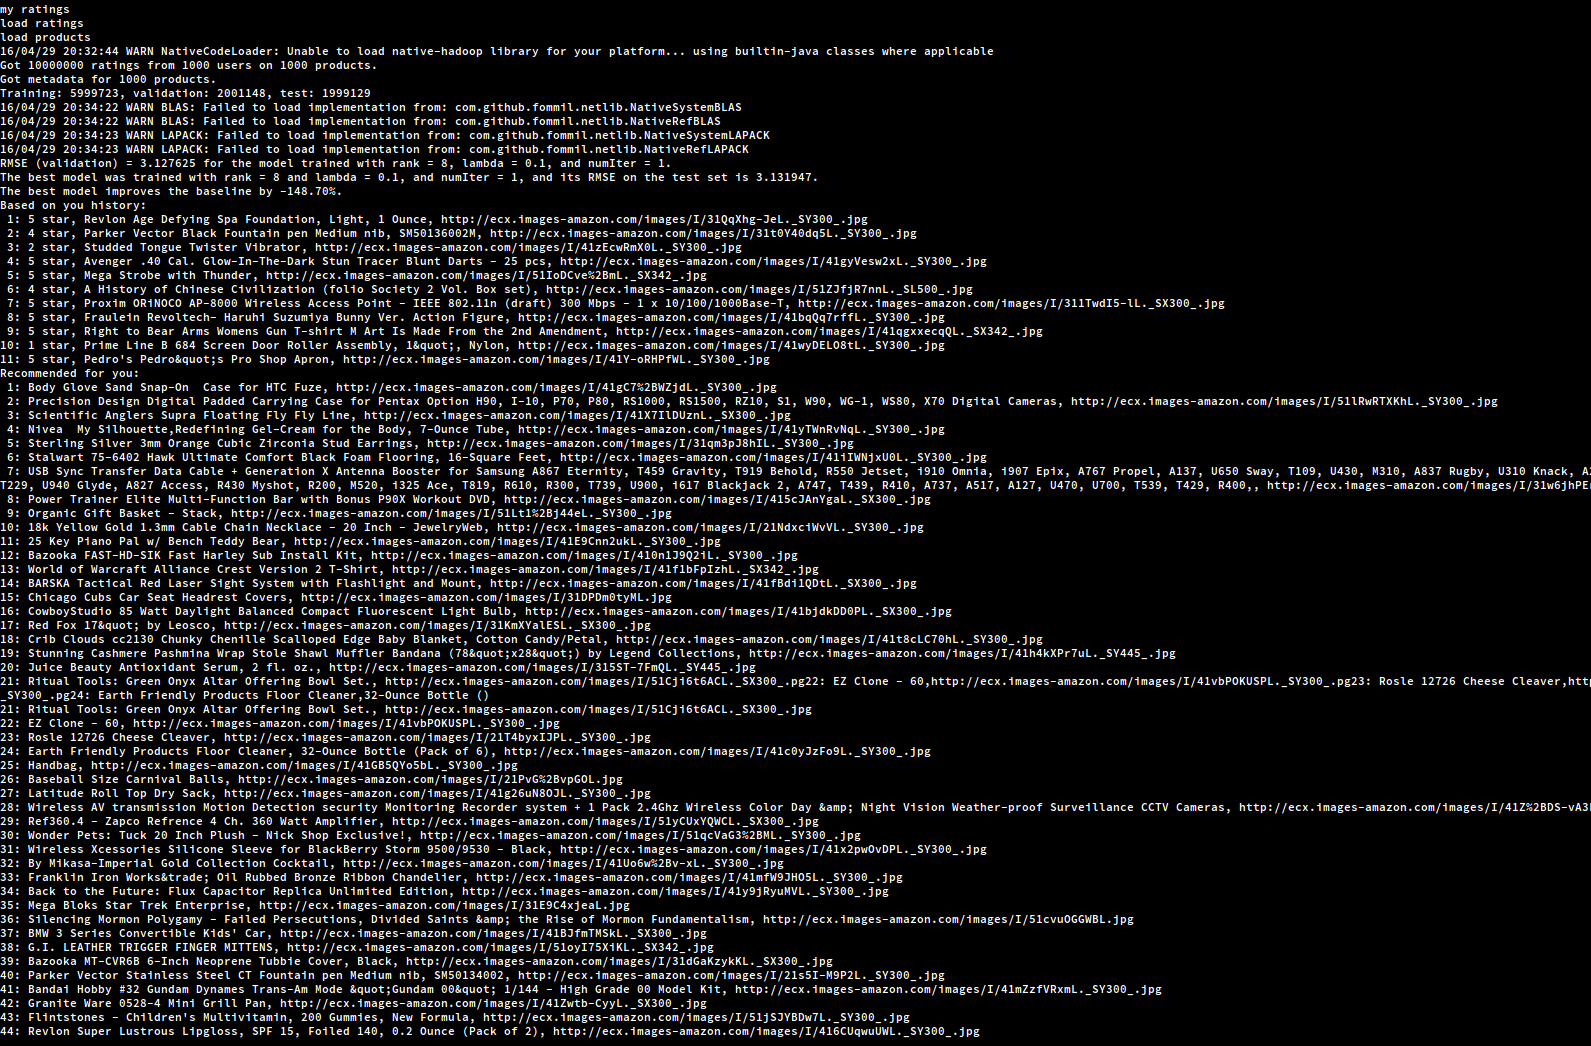 my ratings
load ratings
load products
16/04/29 20:32:44 WARN NativeCodeLoader: Unable to load native-hadoop library for your platform... using builtin-java classes where applicable
Got 10000000 ratings from 1000 users on 1000 products.
Got metadata for 1000 products.
Training: 5999723, validation: 2001148, test: 1999129
16/04/29 20:34:22 WARN BLAS: Failed to load implementation from: com.github.fommil.netlib.NativeSystemBLAS
16/04/29 20:34:22 WARN BLAS: Failed to load implementation from: com.github.fommil.netlib.NativeRefBLAS
16/04/29 20:34:23 WARN LAPACK: Failed to load implementation from: com.github.fommil.netlib.NativeSystemLAPACK
16/04/29 20:34:23 WARN LAPACK: Failed to load implementation from: com.github.fommil.netlib.NativeRefLAPACK
RMSE (validation) = 3.127625 for the model trained with rank = 8, lambda = 0.1, and numIter = 1.
The best model was trained with rank = 8 and lambda = 0.1, and numIter = 1, and its RMSE on the test set is 3.131947.
The best model improves the baseline by -148.70%.
Based on you history:
1: 5 star, Revlon Age Defying Spa Foundation, Light, 1 Ounce, http://ecx.images-amazon.com/images/I/31QqXhg-JeL._SY300_.jpg
2: 4 star, Parker Vector Black Fountain pen Medium nib, SM50136002M, http://ecx.images-amazon.com/images/I/31t0Y40dq5L._SY300_.jpg
3: 2 star, Studded Tongue Twister Vibrator, http://ecx.images-amazon.com/images/I/41zEcwRmX0L._SY300_.jpg
4: 5 star, Avenger .40 Cal. Glow-In-The-Dark Stun Tracer Blunt Darts - 25 pcs, http://ecx.images-amazon.com/images/I/41gyVesw2xL._SY300_.jpg
5: 5 star, Mega Strobe with Thunder, http://ecx.images-amazon.com/images/I/51IoDCve%2BmL._SX342_.jpg
6: 4 star, A History of Chinese Civilization (folio Society 2 Vol. Box set), http://ecx.images-amazon.com/images/I/51ZJfjR7nnL._SL500_.jpg
7: 5 star, Proxim ORiNOCO AP-8000 Wireless Access Point - IEEE 802.11n (draft) 300 Mbps - 1 x 10/100/1000Base-T, http://ecx.images-amazon.com/images/I/311TwdI5-lL._SX300_.jpg
8: 5 star, Fraulein Revoltech- Haruhi Suzumiya Bunny Ver. Action Figure, http://ecx.images-amazon.com/images/I/41bqQq7rffL._SY300_.jpg
9: 5 star, Right to Bear Arms Womens Gun T-shirt M Art Is Made From the 2nd Amendment, http://ecx.images-amazon.com/images/I/41qgxxecqQL._SX342_.jpg
10: 1 star, Prime Line B 684 Screen Door Roller Assembly, 1&quot;, Nylon, http://ecx.images-amazon.com/images/I/41wyDELO8tL._SY300_.jpg
11: 5 star, Pedro's Pedro&quot;s Pro Shop Apron, http://ecx.images-amazon.com/images/I/41Y-oRHPfWL._SY300_.jpg
Recommended for you:
1: Body Glove Sand Snap-On  Case for HTC Fuze, http://ecx.images-amazon.com/images/I/41gC7%2BWZjdL._SY300_.jpg
2: Precision Design Digital Padded Carrying Case for Pentax Option H90, I-10, P70, P80, RS1000, RS1500, RZ10, S1, W90, WG-1, WS80, X70 Digital Cameras, http://ecx.images-amazon.com/images/I/51lRwRTXKhL._SY300_.jpg
3: Scientific Anglers Supra Floating Fly Fly Line, http://ecx.images-amazon.com/images/I/41X7IlDUznL._SX300_.jpg
4: Nivea  My Silhouette,Redefining Gel-Cream for the Body, 7-Ounce Tube, http://ecx.images-amazon.com/images/I/41yTWnRvNqL._SY300_.jpg
5: Sterling Silver 3mm Orange Cubic Zirconia Stud Earrings, http://ecx.images-amazon.com/images/I/31qm3pJ8hIL._SY300_.jpg
6: Stalwart 75-6402 Hawk Ultimate Comfort Black Foam Flooring, 16-Square Feet, http://ecx.images-amazon.com/images/I/411IWNjxU0L._SY300_.jpg
7: USB Sync Transfer Data Cable + Generation X Antenna Booster for Samsung A867 Eternity, T459 Gravity, T919 Behold, R550 Jetset, i910 Omnia, i907 Epix, A767 Propel, A137, U650 Sway, T109, U430, M310, A837 Rugby, U310 Knack, A2
T229, U940 Glyde, A827 Access, R430 Myshot, R200, M520, i325 Ace, T819, R610, R300, T739, U900, i617 Blackjack 2, A747, T439, R410, A737, A517, A127, U470, U700, T539, T429, R400,, http://ecx.images-amazon.com/images/I/31w6jhPE
8: Power Trainer Elite Multi-Function Bar with Bonus P90X Workout DVD, http://ecx.images-amazon.com/images/I/415cJAnYgaL._SX300_.jpg
9: Organic Gift Basket - Stack, http://ecx.images-amazon.com/images/I/51Lt1%2Bj44eL._SY300_.jpg
10: 18k Yellow Gold 1.3mm Cable Chain Necklace - 20 Inch - JewelryWeb, http://ecx.images-amazon.com/images/I/21NdxciWvVL._SY300_.jpg
11: 25 Key Piano Pal w/ Bench Teddy Bear, http://ecx.images-amazon.com/images/I/41E9Cnn2ukL._SY300_.jpg
12: Bazooka FAST-HD-SIK Fast Harley Sub Install Kit, http://ecx.images-amazon.com/images/I/410n1J9Q2iL._SY300_.jpg
13: World of Warcraft Alliance Crest Version 2 T-Shirt, http://ecx.images-amazon.com/images/I/41f1bFpIzhL._SX342_.jpg
14: BARSKA Tactical Red Laser Sight System with Flashlight and Mount, http://ecx.images-amazon.com/images/I/41fBdi1QDtL._SX300_.jpg
15: Chicago Cubs Car Seat Headrest Covers, http://ecx.images-amazon.com/images/I/31DPDm0tyML.jpg
16: CowboyStudio 85 Watt Daylight Balanced Compact Fluorescent Light Bulb, http://ecx.images-amazon.com/images/I/41bjdkDD0PL._SX300_.jpg
17: Red Fox 17&quot; by Leosco, http://ecx.images-amazon.com/images/I/31KmXYalESL._SX300_.jpg
18: Crib Clouds cc2130 Chunky Chenille Scalloped Edge Baby Blanket, Cotton Candy/Petal, http://ecx.images-amazon.com/images/I/41t8cLC70hL._SY300_.jpg
19: Stunning Cashmere Pashmina Wrap Stole Shawl Muffler Bandana (78&quot;x28&quot;) by Legend Collections, http://ecx.images-amazon.com/images/I/41h4kXPr7uL._SY445_.jpg
20: Juice Beauty Antioxidant Serum, 2 fl. oz., http://ecx.images-amazon.com/images/I/315ST-7FmQL._SY445_.jpg
21: Ritual Tools: Green Onyx Altar Offering Bowl Set., http://ecx.images-amazon.com/images/I/51Cji6t6ACL._SX300_.pg22: EZ Clone - 60,http://ecx.images-amazon.com/images/I/41vbPOKUSPL._SY300_.pg23: Rosle 12726 Cheese Cleaver,http
_SY300_.pg24: Earth Friendly Products Floor Cleaner,32-Ounce Bottle ()
21: Ritual Tools: Green Onyx Altar Offering Bowl Set., http://ecx.images-amazon.com/images/I/51Cji6t6ACL._SX300_.jpg
22: EZ Clone - 60, http://ecx.images-amazon.com/images/I/41vbPOKUSPL._SY300_.jpg
23: Rosle 12726 Cheese Cleaver, http://ecx.images-amazon.com/images/I/21T4byxIJPL._SY300_.jpg
24: Earth Friendly Products Floor Cleaner, 32-Ounce Bottle (Pack of 6), http://ecx.images-amazon.com/images/I/41c0yJzFo9L._SY300_.jpg
25: Handbag, http://ecx.images-amazon.com/images/I/41GB5QYo5bL._SY300_.jpg
26: Baseball Size Carnival Balls, http://ecx.images-amazon.com/images/I/21PvG%2BvpGOL.jpg
27: Latitude Roll Top Dry Sack, http://ecx.images-amazon.com/images/I/41g26uN8OJL._SY300_.jpg
28: Wireless AV transmission Motion Detection security Monitoring Recorder system + 1 Pack 2.4Ghz Wireless Color Day &amp; Night Vision Weather-proof Surveillance CCTV Cameras, http://ecx.images-amazon.com/images/I/41Z%2BDS-vA3
29: Ref360.4 - Zapco Refrence 4 Ch. 360 Watt Amplifier, http://ecx.images-amazon.com/images/I/51yCUxYQWCL._SX300_.jpg
30: Wonder Pets: Tuck 20 Inch Plush - Nick Shop Exclusive!, http://ecx.images-amazon.com/images/I/51qcVaG3%2BML._SY300_.jpg
31: Wireless Xcessories Silicone Sleeve for BlackBerry Storm 9500/9530 - Black, http://ecx.images-amazon.com/images/I/41x2pwOvDPL._SY300_.jpg
32: By Mikasa-Imperial Gold Collection Cocktail, http://ecx.images-amazon.com/images/I/41Uo6w%2Bv-xL._SY300_.jpg
33: Franklin Iron Works&trade; Oil Rubbed Bronze Ribbon Chandelier, http://ecx.images-amazon.com/images/I/41mfW9JHO5L._SX300_.jpg
34: Back to the Future: Flux Capacitor Replica Unlimited Edition, http://ecx.images-amazon.com/images/I/41y9jRyuMVL._SY300_.jpg
35: Mega Bloks Star Trek Enterprise, http://ecx.images-amazon.com/images/I/31E9C4xjeaL.jpg
36: Silencing Mormon Polygamy - Failed Persecutions, Divided Saints &amp; the Rise of Mormon Fundamentalism, http://ecx.images-amazon.com/images/I/51cvuOGGWBL.jpg
37: BMW 3 Series Convertible Kids' Car, http://ecx.images-amazon.com/images/I/41BJfmTMSkL._SX300_.jpg
38: G.I. LEATHER TRIGGER FINGER MITTENS, http://ecx.images-amazon.com/images/I/51oyI75XiKL._SX342_.jpg
39: Bazooka MT-CVR6B 6-Inch Neoprene Tubbie Cover, Black, http://ecx.images-amazon.com/images/I/31dGaKzykKL._SX300_.jpg
40: Parker Vector Stainless Steel CT Fountain pen Medium nib, SM50134002, http://ecx.images-amazon.com/images/I/21s5I-M9P2L._SY300_.jpg
41: Bandai Hobby #32 Gundam Dynames Trans-Am Mode &quot;Gundam 00&quot; 1/144 - High Grade 00 Model Kit, http://ecx.images-amazon.com/images/I/41mZzfVRxmL._SY300_.jpg
42: Granite Ware 0528-4 Mini Grill Pan, http://ecx.images-amazon.com/images/I/41Zwtb-CyyL._SX300_.jpg
43: Flintstones - Children's Multivitamin, 200 Gummies, New Formula, http://ecx.images-amazon.com/images/I/51jSJYBDw7L._SY300_.jpg
44: Revlon Super Lustrous Lipgloss, SPF 15, Foiled 140, 0.2 Ounce (Pack of 2), http://ecx.images-amazon.com/images/I/416CUqwuUWL._SY300_.jpg